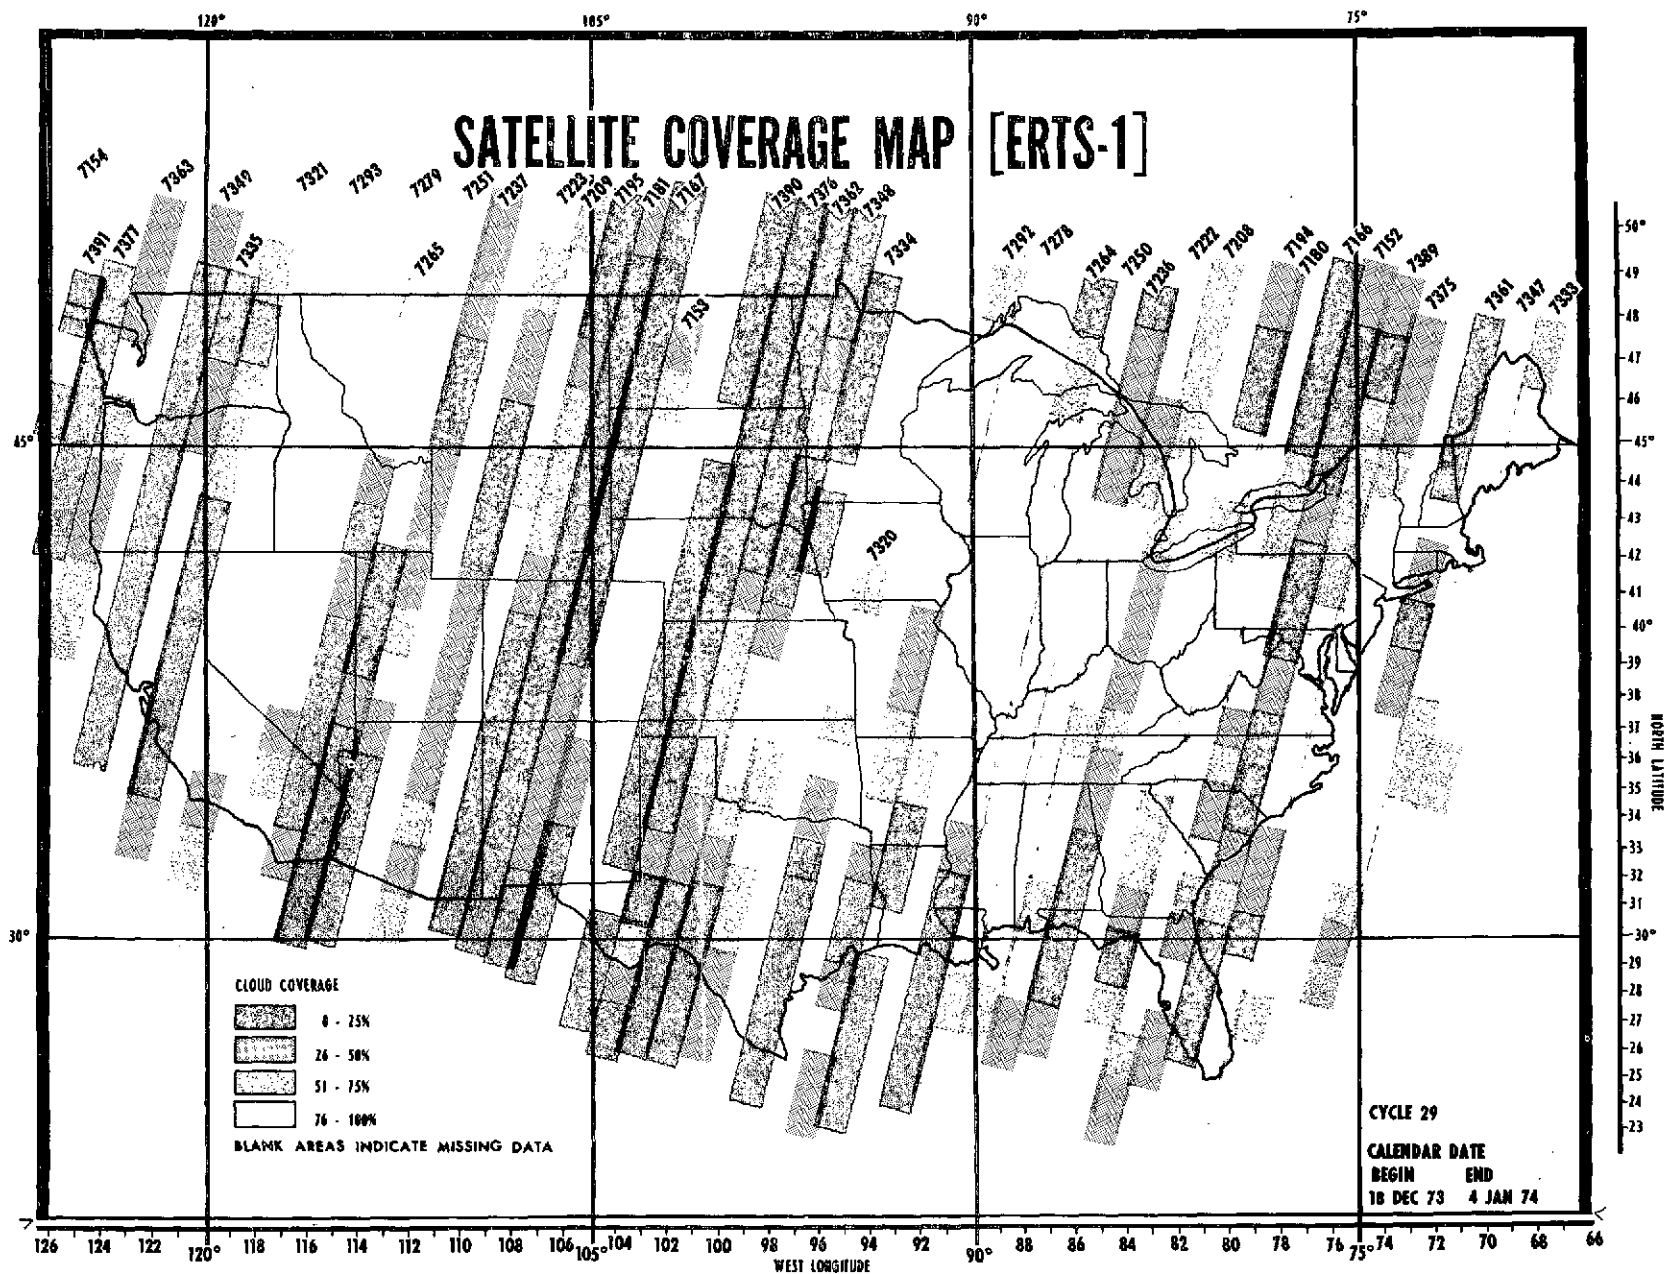 120° 105° 90° 75°
SATELLITE COVERAGE MAP [ERTS-1]
7154 7363 7349 7321 7293 7279 7251 7237 7223 7209 7195 7181 7167 7390 7376 7362 7348
7391 7377 7335 7265 7153 7334 7292 7278 7264 7250 7236 7222 7208 7194 7180 7166 7152 7389 7375 7361 7347 7333
7320
50°
49
48
47
46
45° 45°
44
43
42
41
40°
39
38
37
36
35
34
33
32
31
30° 30°
29
28
27
26
25
24
23
NORTH LATITUDE
CLOUD COVERAGE
0 - 25%
26 - 50%
51 - 75%
76 - 100%
BLANK AREAS INDICATE MISSING DATA
CYCLE 29
CALENDAR DATE
BEGIN END
18 DEC 73 4 JAN 74
126 124 122 120° 118 116 114 112 110 108 106 105° 104 102 100 98 96 94 92 90° 88 86 84 82 80 78 76 75° 74 72 70 68 66
WEST LONGITUDE